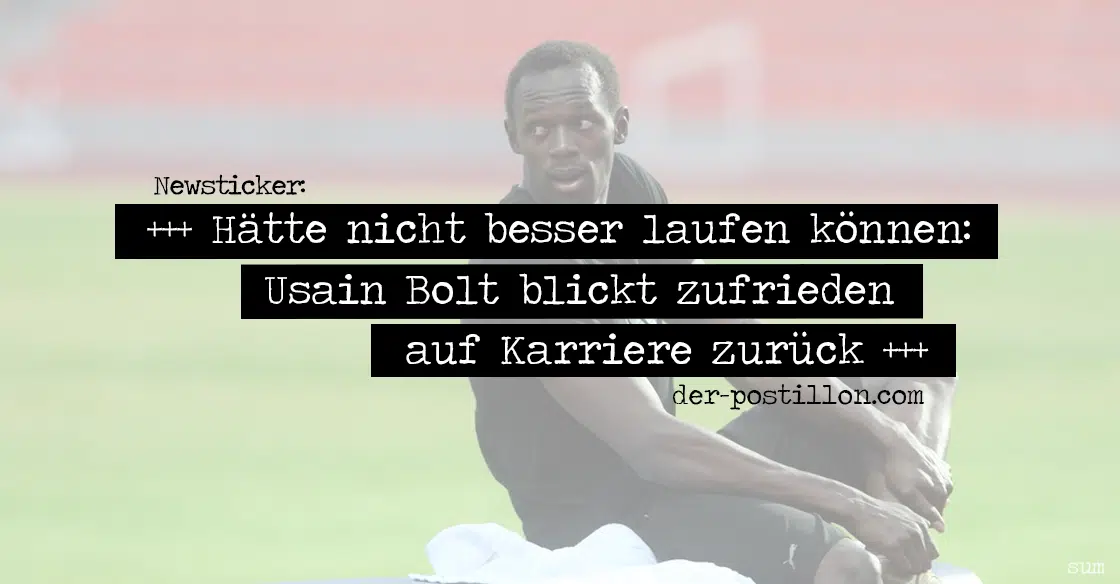 Newsticker:
+++ Hätte nicht besser laufen können:
Usain Bolt blickt zufrieden
auf Karriere zurück +++
der-postillon.com
sum